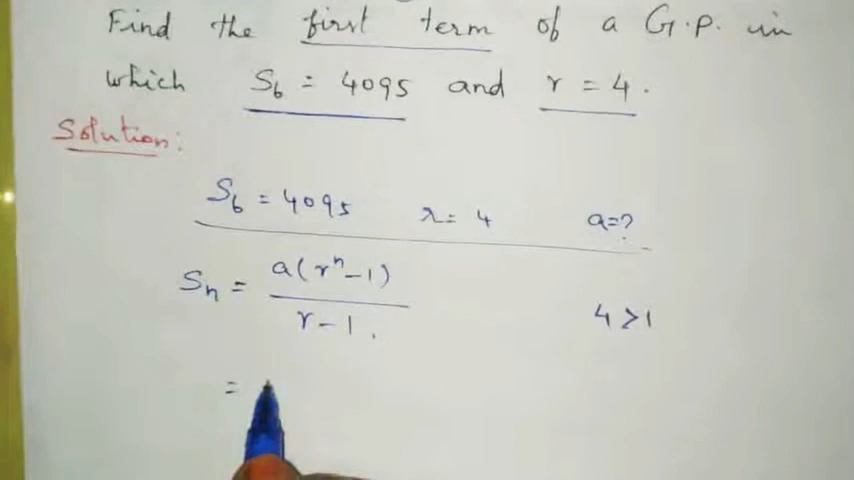 Find the first term of a G.P. in
which S₆ = 4095 and r = 4.
Solution:
S₆ = 4095 r = 4 a=?
Sₙ = a(rⁿ-1)
r-1. 4>1
=